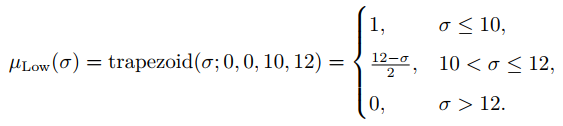 μ_Low(σ) = trapezoid(σ; 0, 0, 10, 12) = { 1, σ ≤ 10,
(12−σ)/2, 10 < σ ≤ 12,
0, σ > 12.